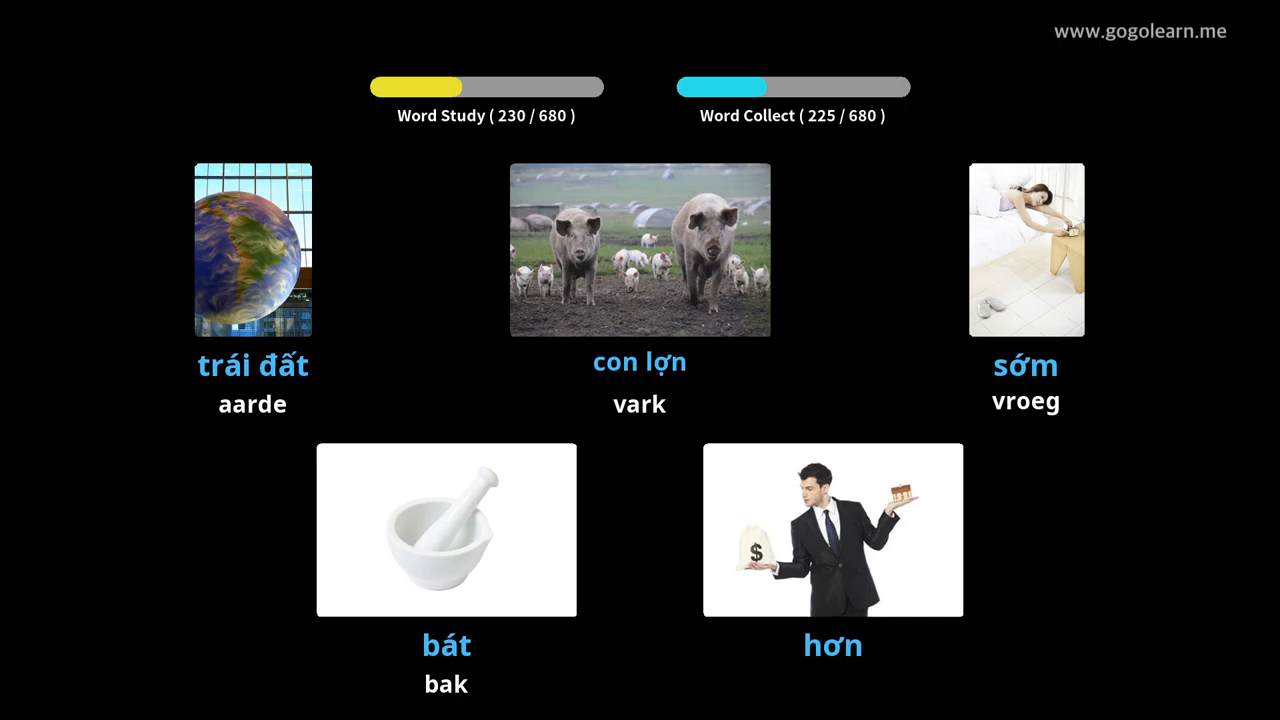 www.gogolearn.me
Word Study ( 230 / 680 )
Word Collect ( 225 / 680 )
trái đất
aarde
con lợn
vark
sớm
vroeg
$
bát
bak
hơn